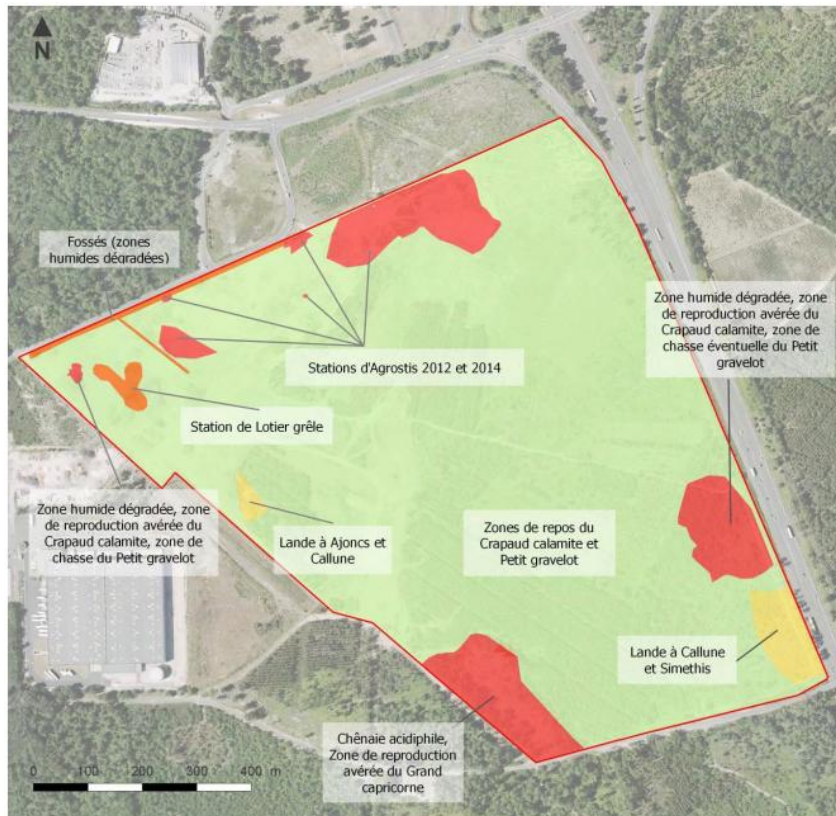 N
Fossés (zones
humides dégradées)
Zone humide dégradée, zone
de reproduction avérée du
Crapaud calamite, zone de
chasse éventuelle du Petit
gravelot
Stations d'Agrostis 2012 et 2014
Station de Lotier grêle
Zone humide dégradée, zone
de reproduction avérée du
Crapaud calamite, zone de
chasse du Petit gravelot
Lande à Ajoncs et
Callune
Zones de repos du
Crapaud calamite et
Petit gravelot
Lande à Callune
et Simethis
Chênaie acidiphile,
Zone de reproduction
avérée du Grand
capricorne
0 100 200 300 400 m